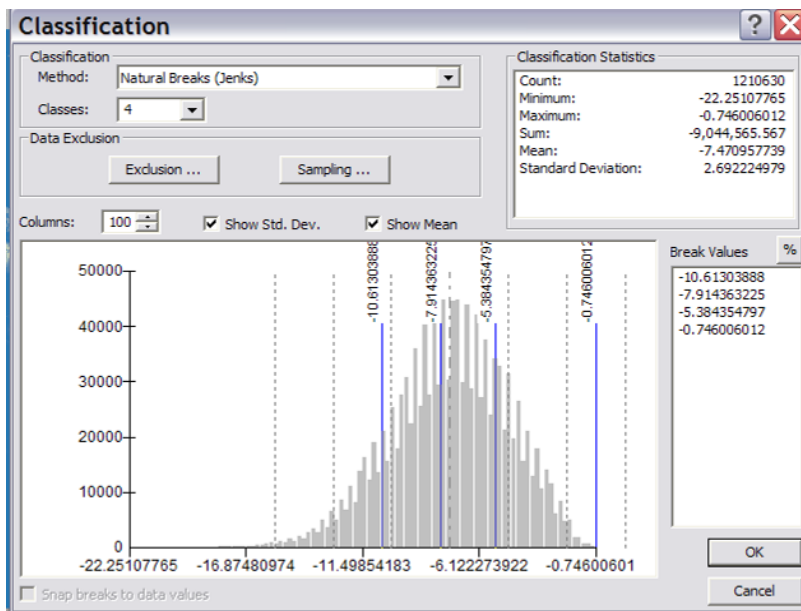 Classification
?
X
Classification
Method: Natural Breaks (Jenks)
Classes: 4
Data Exclusion
Exclusion ...
Sampling ...
Classification Statistics
Count: 1210630
Minimum: -22.25107765
Maximum: -0.746006012
Sum: -9,044,565.567
Mean: -7.470957739
Standard Deviation: 2.692224979
Columns: 100
Show Std. Dev.
Show Mean
Break Values
%
-10.61303888
-7.914363225
-5.384354797
-0.746006012
-10.61303888
-7.914363225
-5.384354797
-0.746006012
50000
40000
30000
20000
10000
0
-22.25107765 -16.87480974 -11.49854183 -6.122273922 -0.74600601
Snap breaks to data values
OK
Cancel